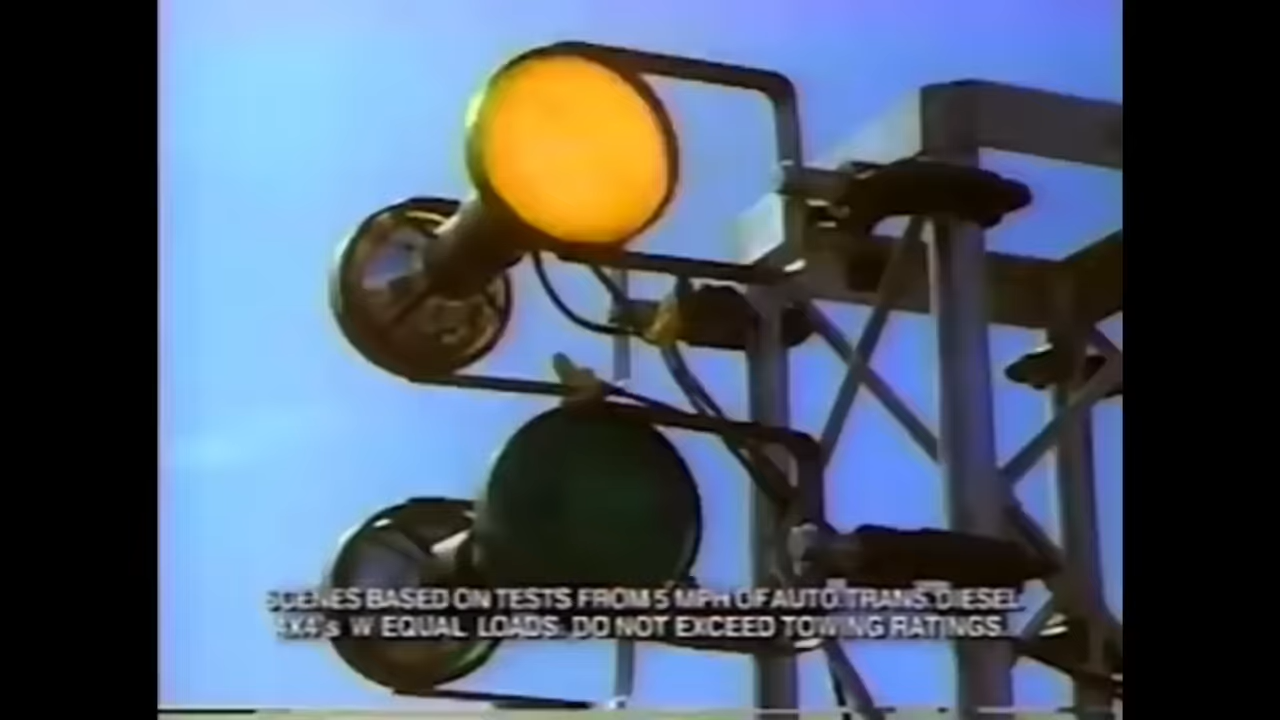 SCENES BASED ON TESTS FROM 5 MPH OF AUTO. TRANS. DIESEL
4X4's W EQUAL LOADS. DO NOT EXCEED TOWING RATINGS.